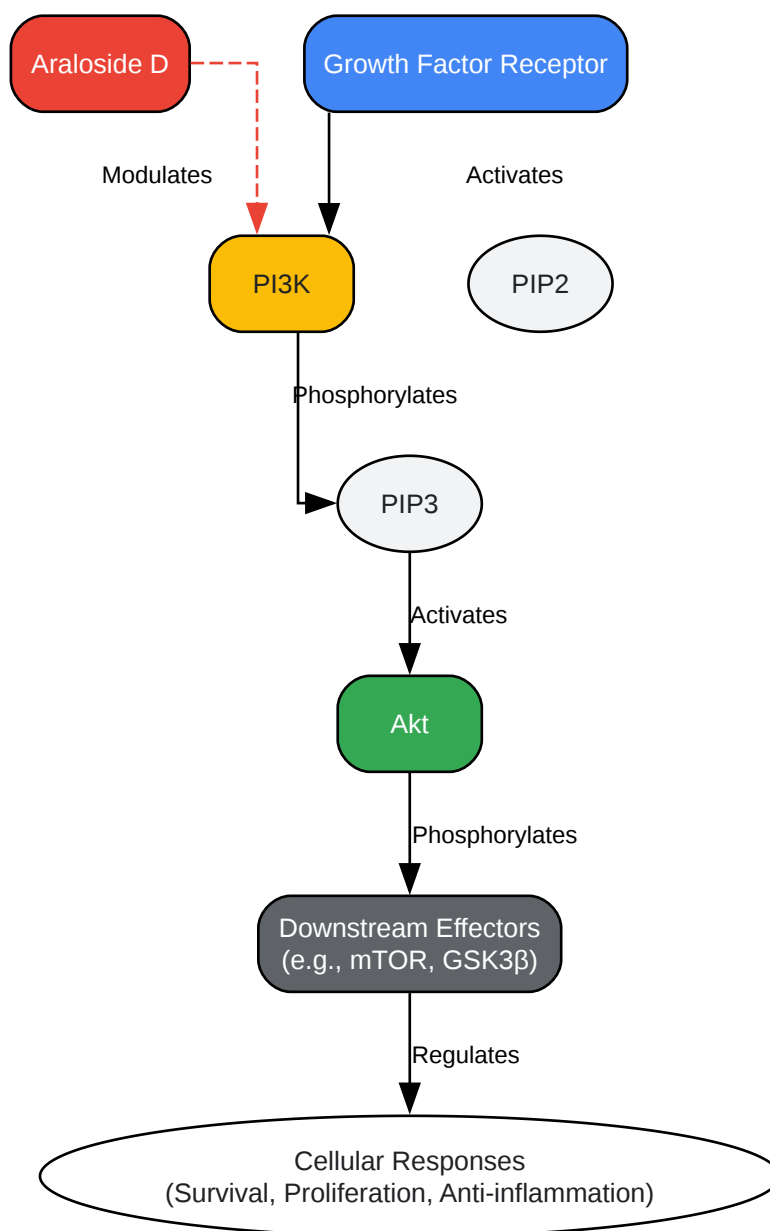 Araloside D
Growth Factor Receptor
Modulates
Activates
PI3K
PIP2
Phosphorylates
PIP3
Activates
Akt
Phosphorylates
Downstream Effectors
(e.g., mTOR, GSK3β)
Regulates
Cellular Responses
(Survival, Proliferation, Anti-inflammation)